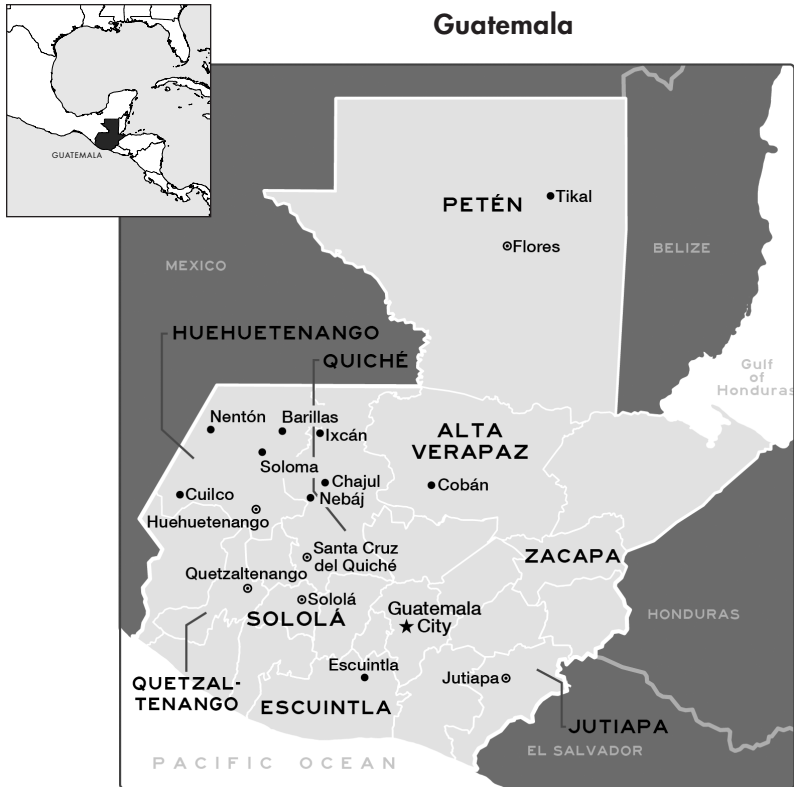 Guatemala
GUATEMALA
PETÉN
Tikal
Flores
BELIZE
MEXICO
HUEHUETENANGO
QUICHÉ
Gulf
of
Honduras
Nentón
Barillas
Ixcán
ALTA
VERAPAZ
Soloma
Chajul
Cobán
Cuilco
Nebáj
Huehuetenango
Santa Cruz
del Quiché
ZACAPA
Quetzaltenango
Sololá
SOLOLÁ
Guatemala
City
HONDURAS
Escuintla
Jutiapa
QUETZAL-
TENANGO
ESCUINTLA
JUTIAPA
EL SALVADOR
PACIFIC OCEAN